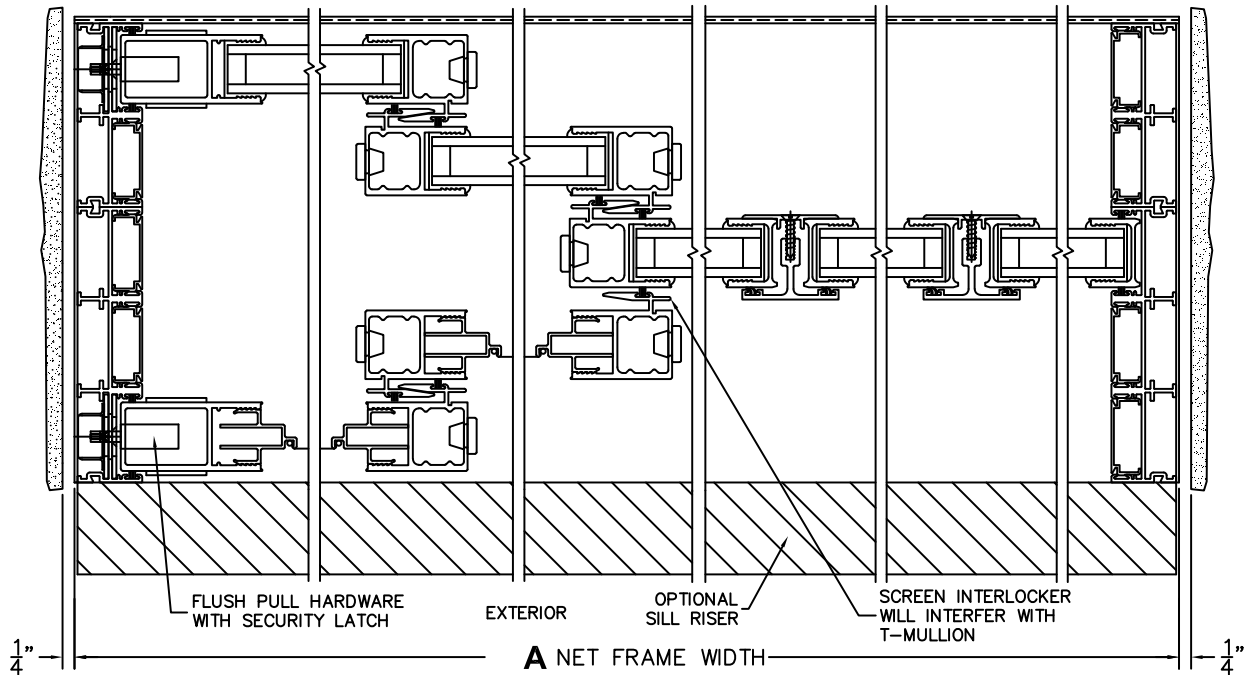 FLUSH PULL HARDWARE
WITH SECURITY LATCH
EXTERIOR
OPTIONAL
SILL RISER
SCREEN INTERLOCKER
WILL INTERFER WITH
T-MULLION
1/4"
A NET FRAME WIDTH
1/4"